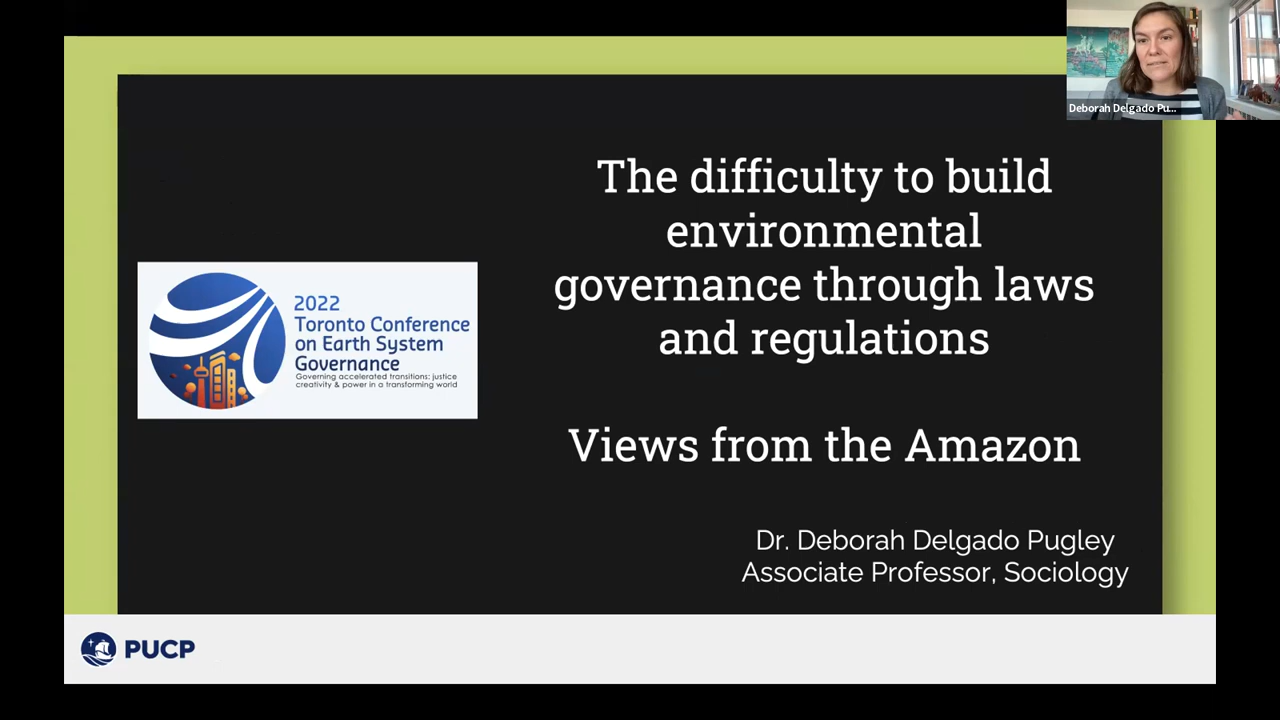 Deborah Delgado Pu...
The difficulty to build
environmental
governance through laws
and regulations
Views from the Amazon
2022
Toronto Conference
on Earth System
Governance
Governing accelerated transitions: justice
creativity & power in a transforming world
Dr. Deborah Delgado Pugley
Associate Professor, Sociology
PUCP